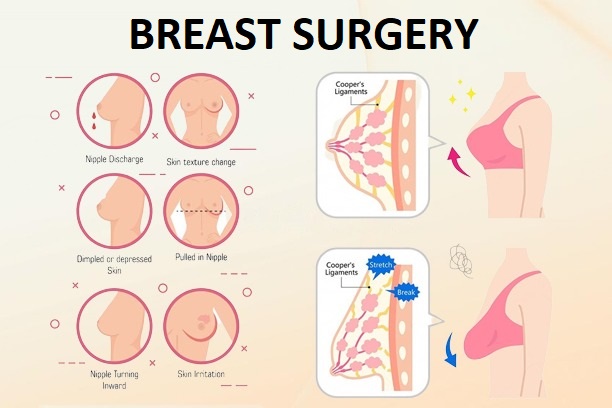 BREAST SURGERY
Nipple Discharge
Skin texture change
Dimpled or depressed
Skin
Pulled in Nipple
Nipple Turning
Inward
Skin Irritation
Cooper's
Ligaments
Cooper's
Ligaments
Stretch
Break